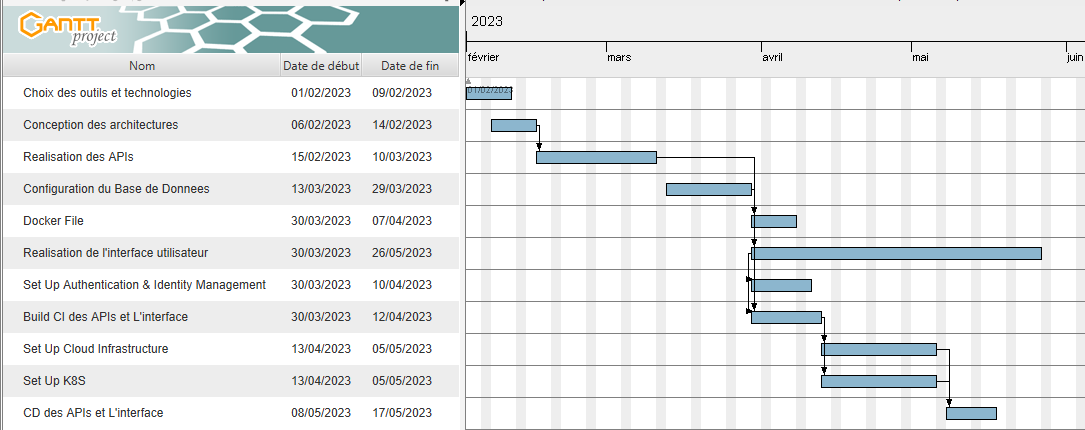 GANTT
project
2023
Nom Date de début Date de fin
février mars avril mai juin
Choix des outils et technologies 01/02/2023 09/02/2023
01/02/2023
Conception des architectures 06/02/2023 14/02/2023
Realisation des APIs 15/02/2023 10/03/2023
Configuration du Base de Donnees 13/03/2023 29/03/2023
Docker File 30/03/2023 07/04/2023
Realisation de l'interface utilisateur 30/03/2023 26/05/2023
Set Up Authentication & Identity Management 30/03/2023 10/04/2023
Build CI des APIs et L'interface 30/03/2023 12/04/2023
Set Up Cloud Infrastructure 13/04/2023 05/05/2023
Set Up K8S 13/04/2023 05/05/2023
CD des APIs et L'interface 08/05/2023 17/05/2023